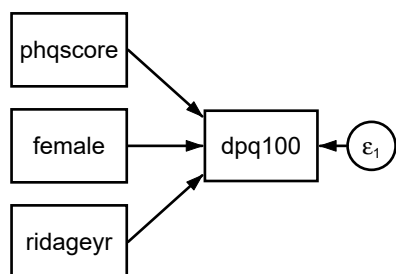 phqscore
female
dpq100
ε₁
ridageyr